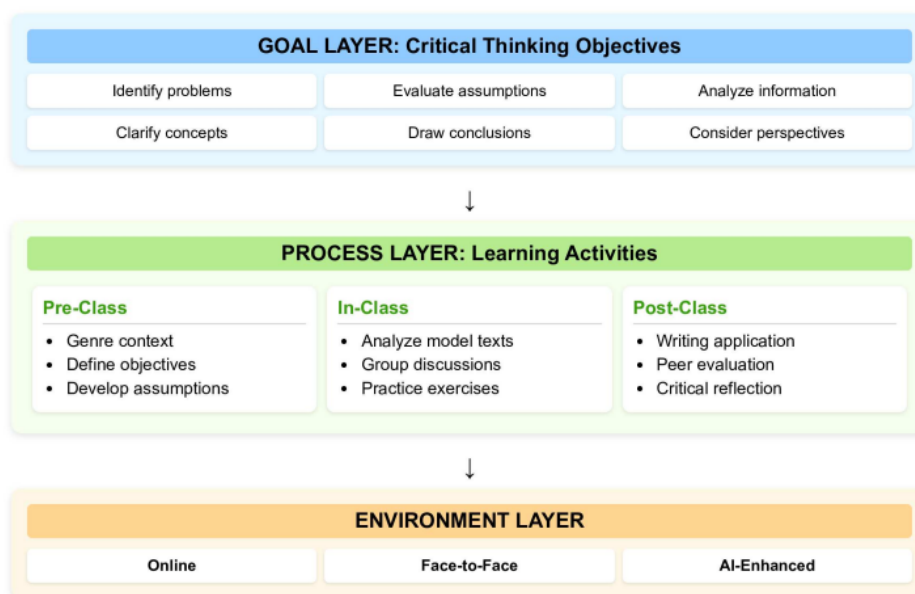 GOAL LAYER: Critical Thinking Objectives
Identify problems
Evaluate assumptions
Analyze information
Clarify concepts
Draw conclusions
Consider perspectives
↓
PROCESS LAYER: Learning Activities
Pre-Class
• Genre context
• Define objectives
• Develop assumptions
In-Class
• Analyze model texts
• Group discussions
• Practice exercises
Post-Class
• Writing application
• Peer evaluation
• Critical reflection
↓
ENVIRONMENT LAYER
Online
Face-to-Face
AI-Enhanced